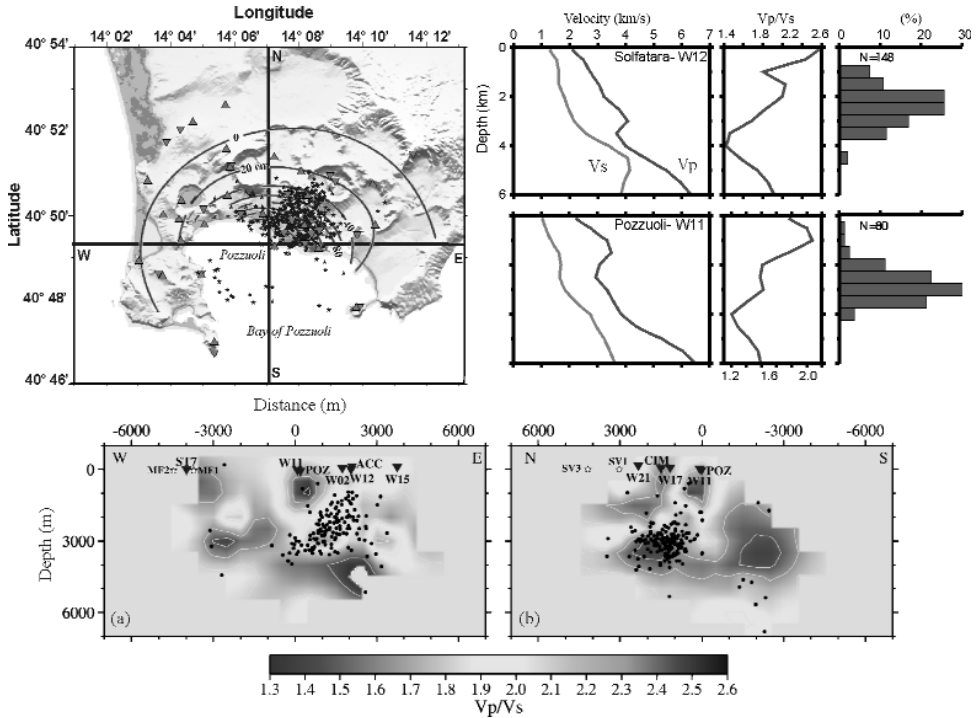 Longitude
14° 02' 14° 04' 14° 06' 14° 08' 14° 10' 14° 12'
40° 54'
40° 52'
40° 50'
40° 48'
40° 46'
Latitude
N
W
E
S
0
20 cm
80
Pozzuoli
Bay of Pozzuoli
Velocity (km/s)
0 1 2 3 4 5 6 7
Solfatara- W12
Depth (km)
0
2
4
6
Vs
Vp
Pozzuoli- W11
Vp/Vs
1.4 1.8 2.2 2.6
1.2 1.6 2.0
(%)
0 10 20 30
N=148
N=80
Distance (m)
-6000 -3000 0 3000 6000
W
E
ST7
MF2
MF1
W11
POZ
ACC
W02
W12
W15
Depth (m)
0
3000
6000
(a)
6000 3000 0 -3000 -6000
N
S
SV3
SV1
CIM
W21
W17
W11
POZ
(b)
1.3 1.4 1.5 1.6 1.7 1.8 1.9 2.0 2.1 2.2 2.3 2.4 2.5 2.6
Vp/Vs